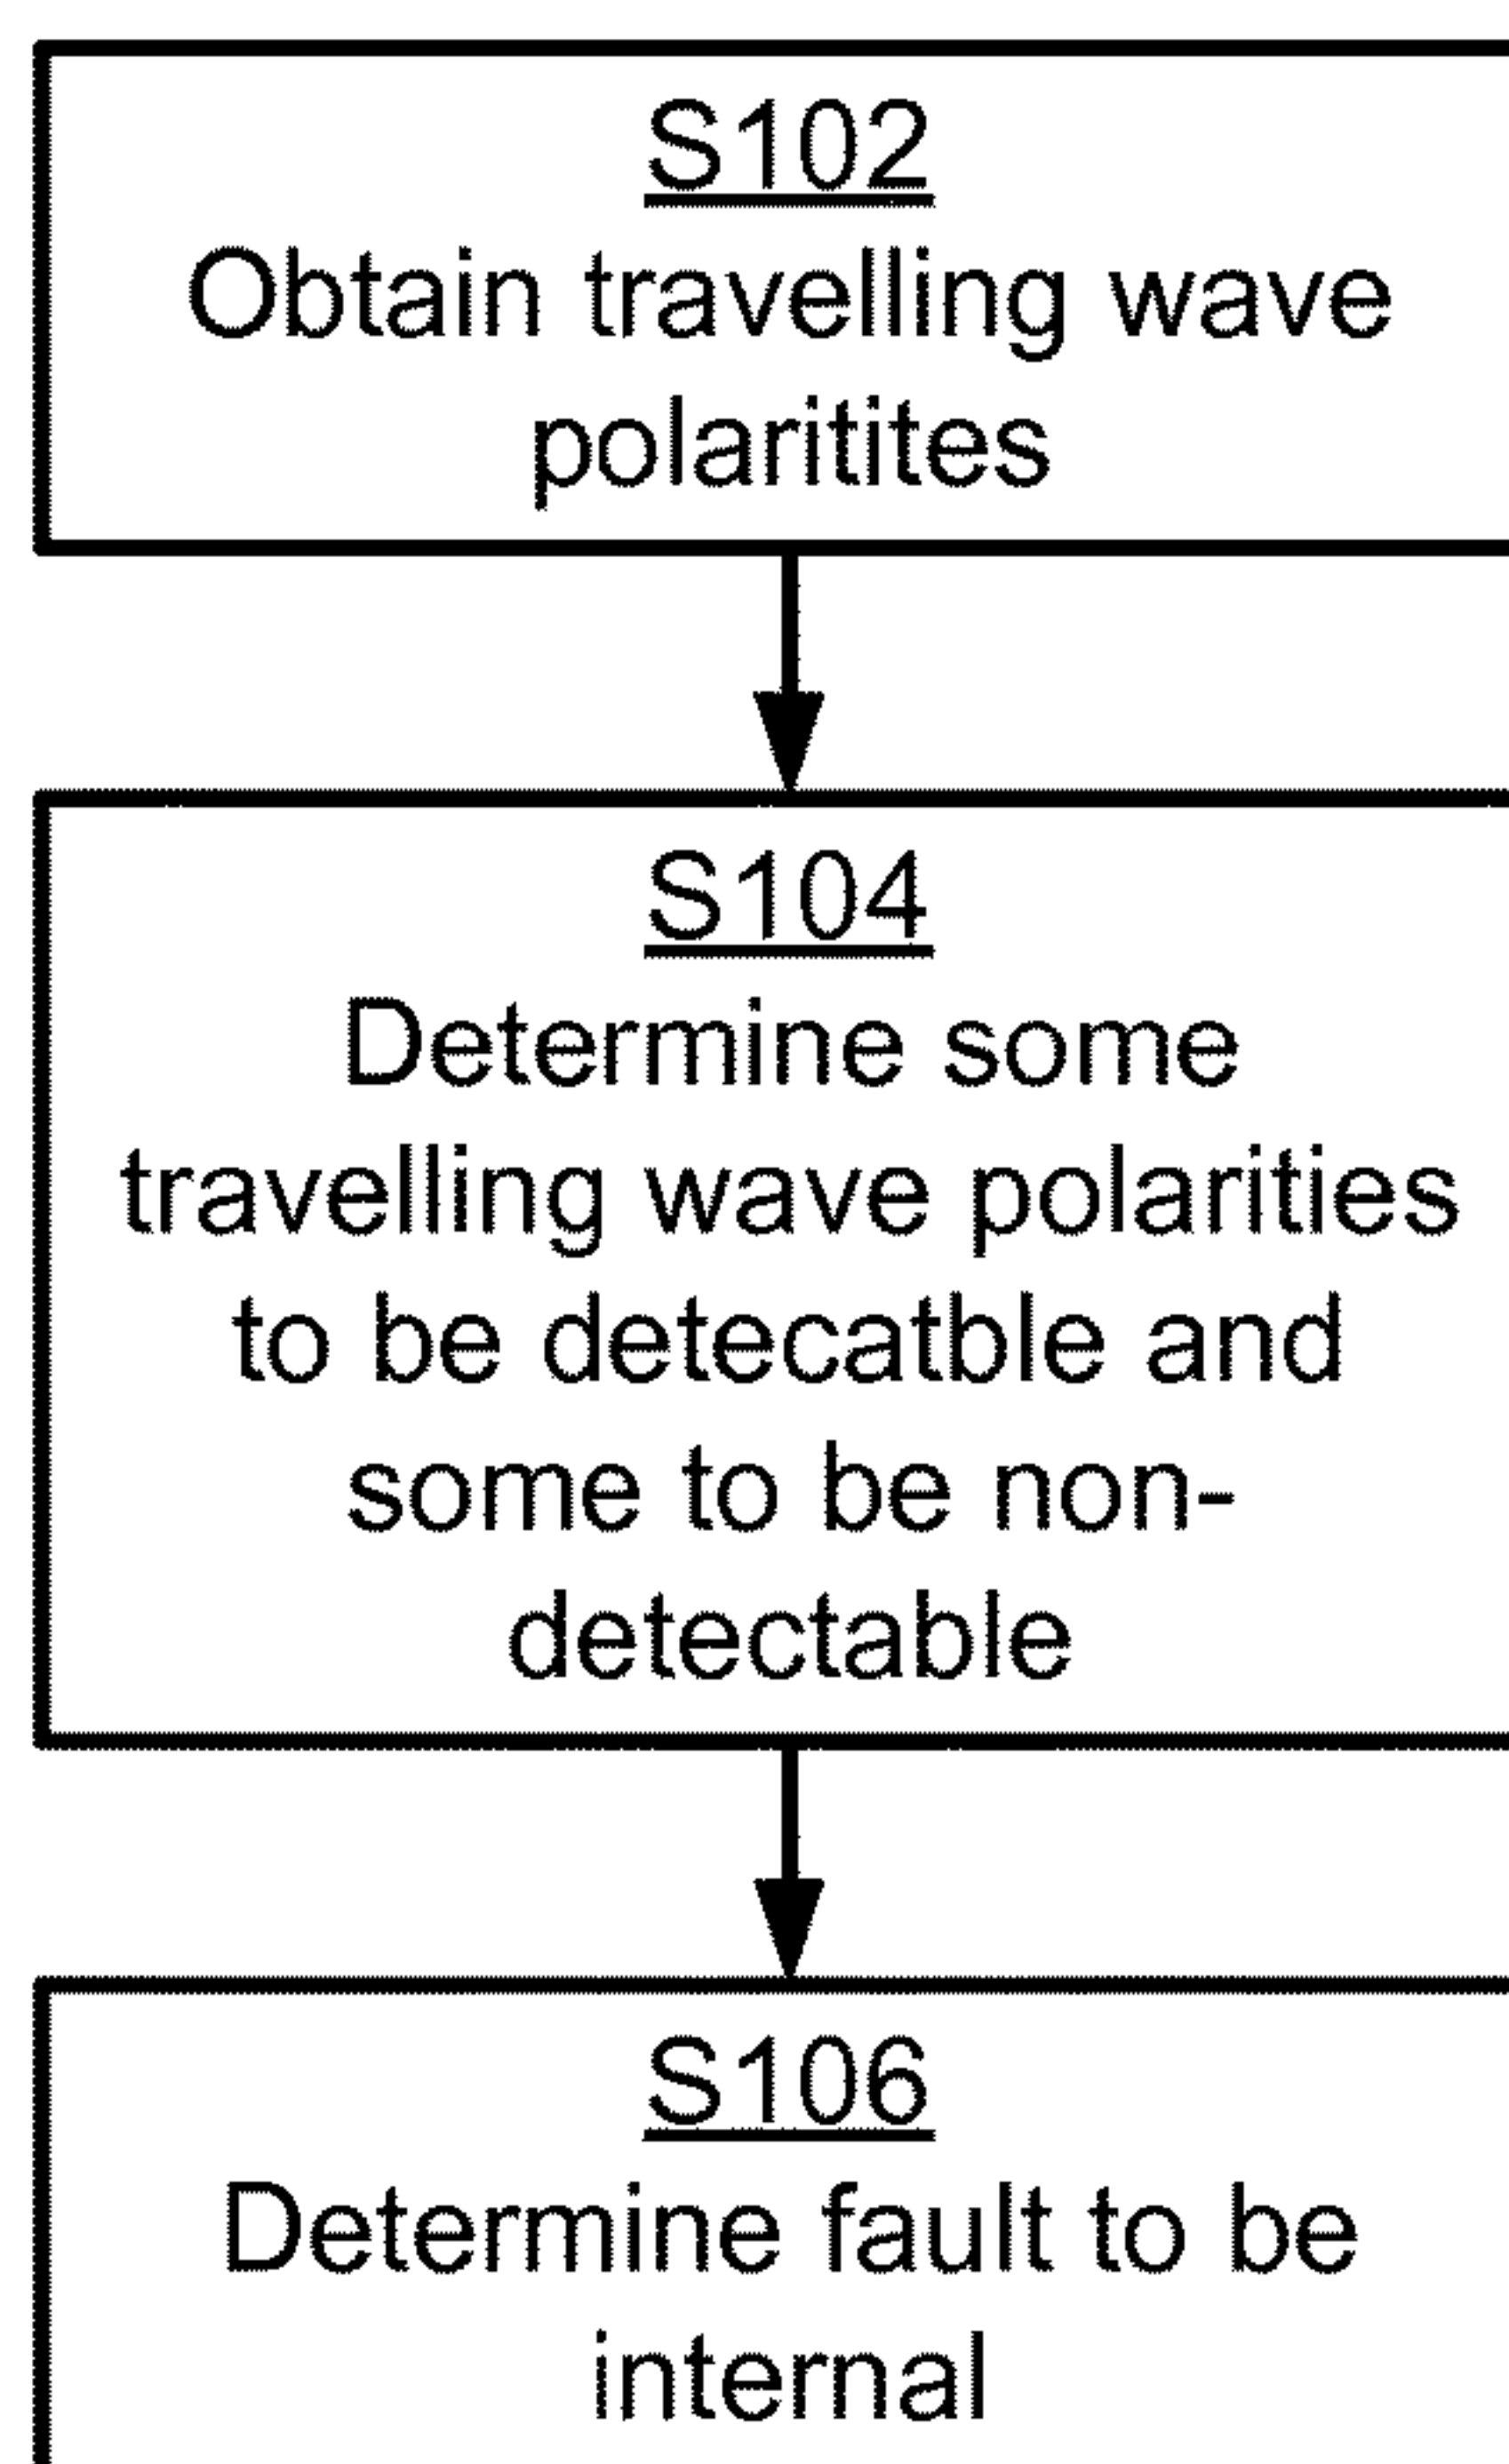 S102
Obtain travelling wave
polaritites
S104
Determine some
travelling wave polarities
to be detecatble and
some to be non-
detectable
S106
Determine fault to be
internal